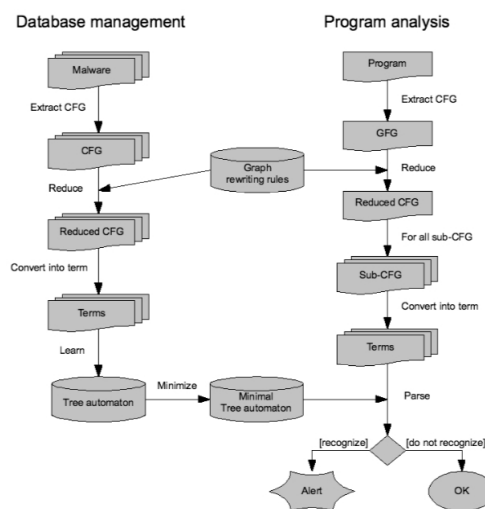 Database management
Program analysis
Malware
Program
Extract CFG
Extract CFG
CFG
GFG
Reduce
Graph
rewriting rules
Reduce
Reduced CFG
Reduced CFG
For all sub-CFG
Convert into term
Sub-CFG
Terms
Convert into term
Learn
Terms
Tree automaton
Minimize
Minimal
Tree automaton
Parse
[recognize]
[do not recognize]
Alert
OK